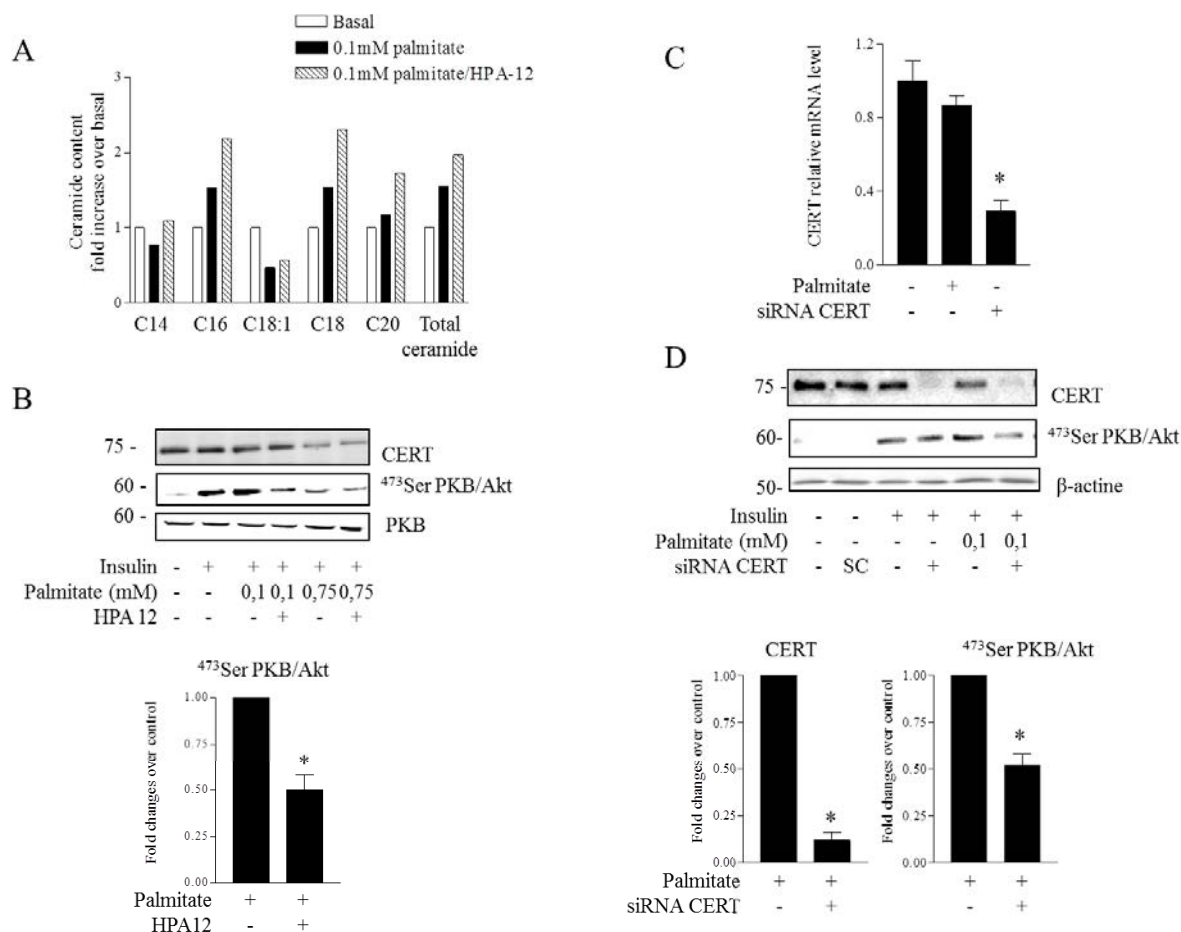 A
Basal
0.1mM palmitate
0.1mM palmitate/HPA-12
Ceramide content
fold increase over basal
3
2
1
0
C14 C16 C18:1 C18 C20 Total
ceramide
B
75 -
CERT
60 -
473Ser PKB/Akt
60 -
PKB
Insulin - + + + + +
Palmitate (mM) - - 0,1 0,1 0,75 0,75
HPA 12 - - - + - +
473Ser PKB/Akt
Fold changes over control
1.00
0.75
0.50
0.25
0.00
*
Palmitate + +
HPA12 - +
C
CERT relative mRNA level
1.2
0.8
0.4
0.0
*
Palmitate - + -
siRNA CERT - - +
D
75 -
CERT
60-
473Ser PKB/Akt
50-
β-actine
Insulin - - + + + +
Palmitate (mM) - - - - 0,1 0,1
siRNA CERT - SC - + - +
CERT
Fold changes over control
1.00
0.75
0.50
0.25
0.00
*
Palmitate + +
siRNA CERT - +
473Ser PKB/Akt
Fold changes over control
1.00
0.75
0.50
0.25
0.00
*
+ +
- +